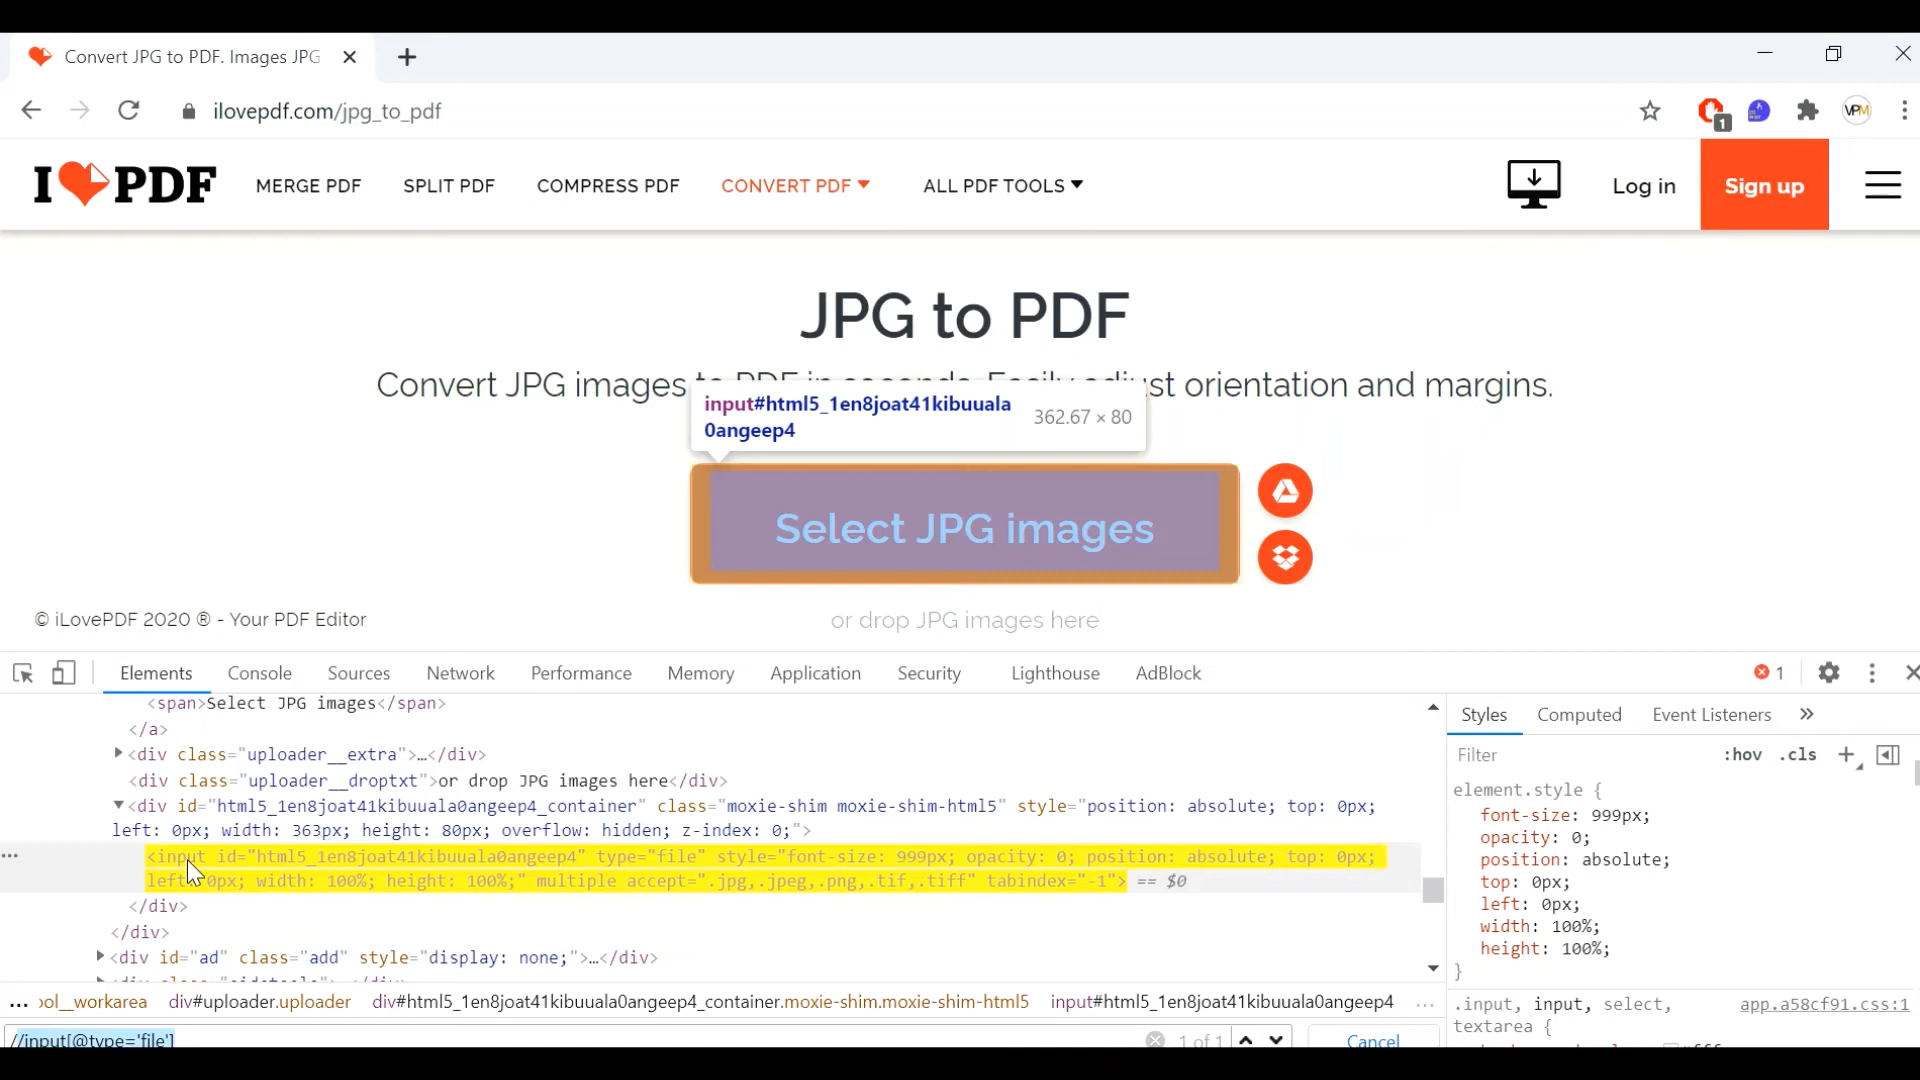 Convert JPG to PDF. Images JPG
ilovepdf.com/jpg_to_pdf
1
VPM
I PDF
MERGE PDF
SPLIT PDF
COMPRESS PDF
CONVERT PDF
ALL PDF TOOLS
Log in
Sign up
JPG to PDF
Convert JPG images to PDF in seconds. Easily adjust orientation and margins.
input#html5_1en8joat41kibuuala
0angeep4
362.67 × 80
Select JPG images
or drop JPG images here
© iLovePDF 2020 ® - Your PDF Editor
Elements
Console
Sources
Network
Performance
Memory
Application
Security
Lighthouse
AdBlock
1
<span>Select JPG images</span>
</a>
<div class="uploader__extra">…</div>
<div class="uploader__droptxt">or drop JPG images here</div>
<div id="html5_1en8joat41kibuuala0angeep4_container" class="moxie-shim moxie-shim-html5" style="position: absolute; top: 0px;
left: 0px; width: 363px; height: 80px; overflow: hidden; z-index: 0;">
<input id="html5_1en8joat41kibuuala0angeep4" type="file" style="font-size: 999px; opacity: 0; position: absolute; top: 0px;
left: 0px; width: 100%; height: 100%;" multiple accept=".jpg,.jpeg,.png,.tif,.tiff" tabindex="-1"> == $0
</div>
</div>
<div id="ad" class="add" style="display: none;">…</div>
... ool__workarea div#uploader.uploader div#html5_1en8joat41kibuuala0angeep4_container.moxie-shim.moxie-shim-html5 input#html5_1en8joat41kibuuala0angeep4 ...
//input[@type='file']
1 of 1
Cancel
Styles
Computed
Event Listeners
»
Filter
:hov .cls +
element.style {
font-size: 999px;
opacity: 0;
position: absolute;
top: 0px;
left: 0px;
width: 100%;
height: 100%;
}
.input, input, select,
app.a58cf91.css:1
textarea {